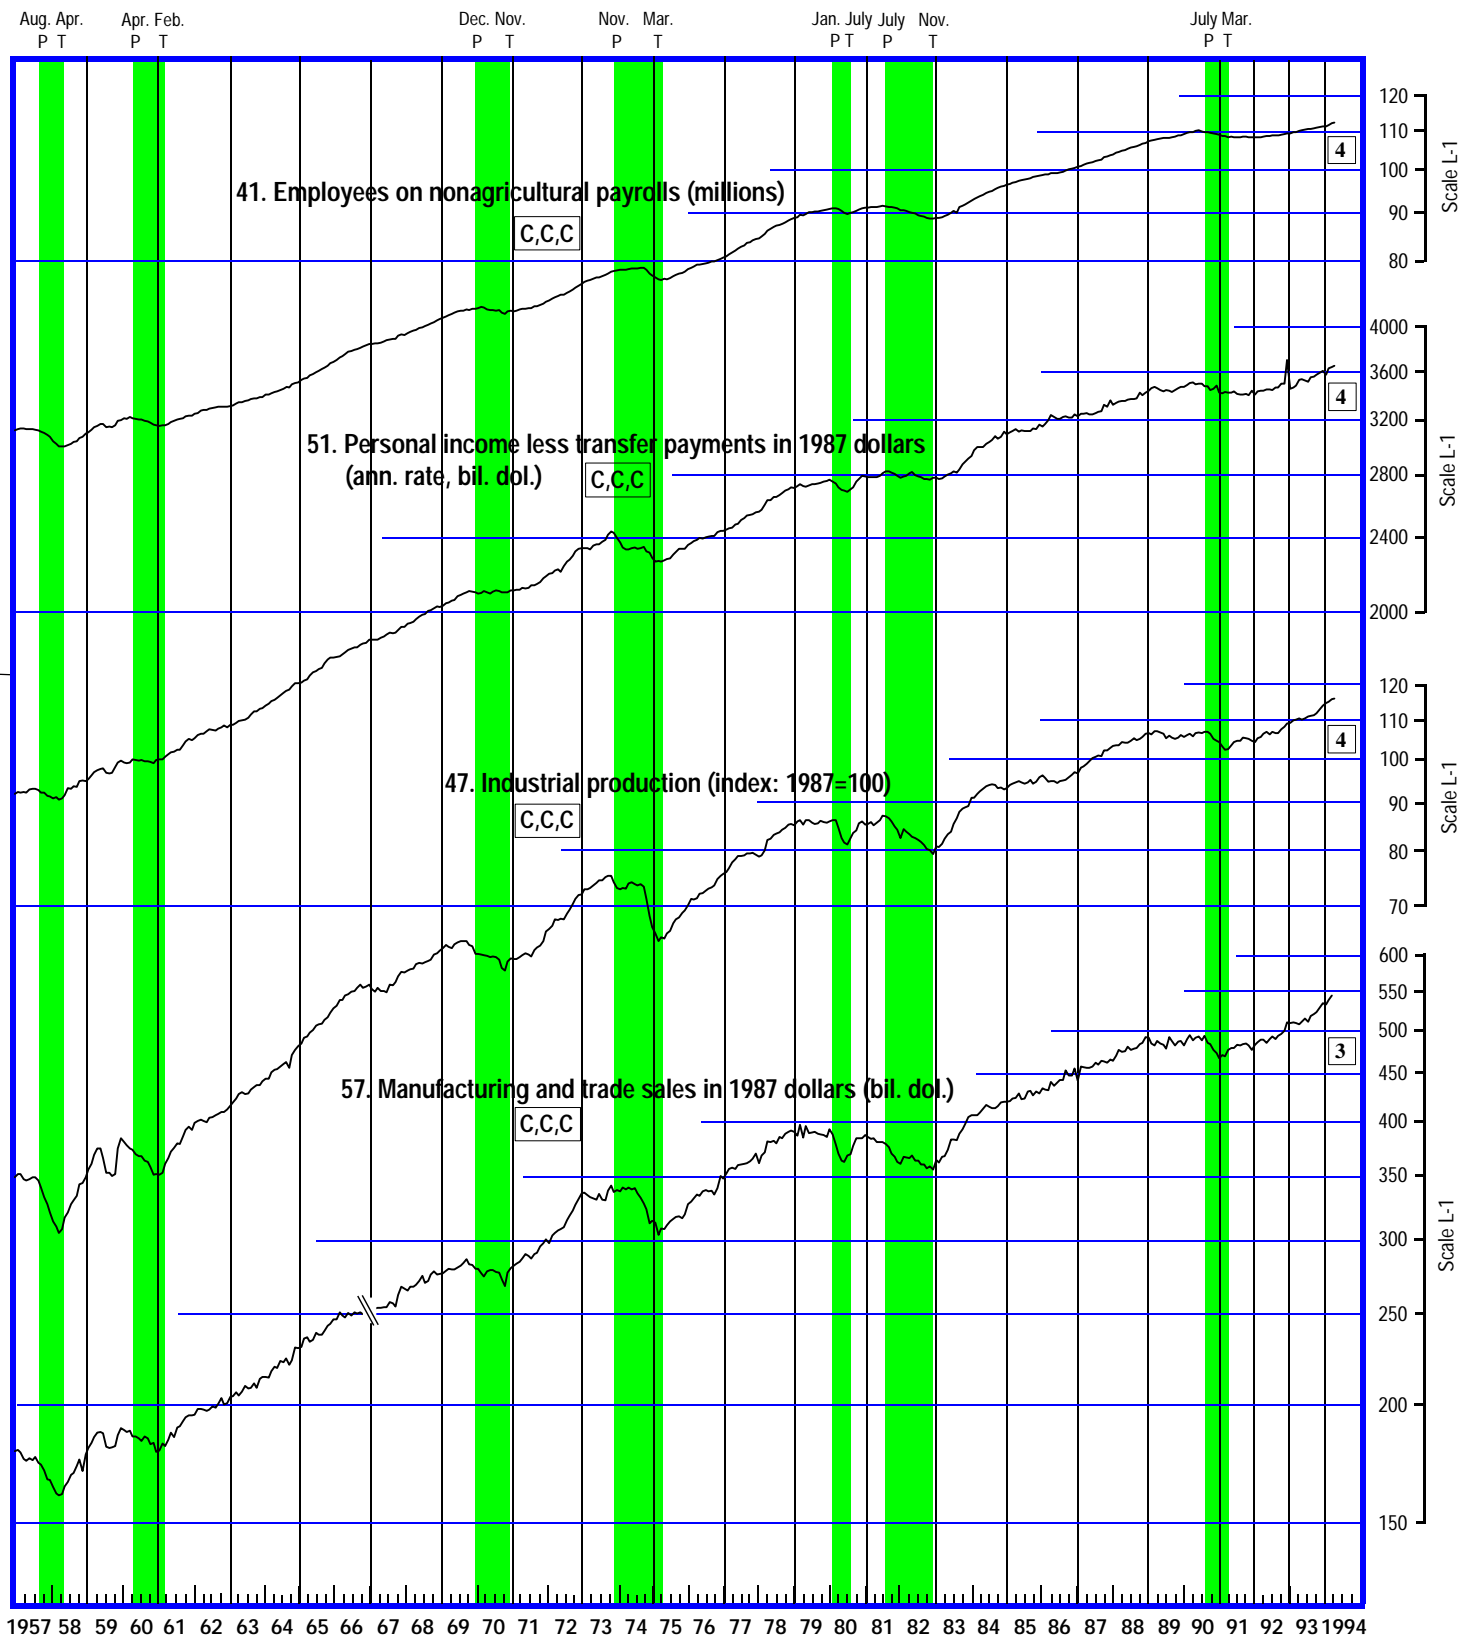 Aug. Apr. Apr. Feb. Dec. Nov. Nov. Mar. Jan. July July Nov. July Mar.
P T P T P T P T P T P T P T
120
110
4
100
41. Employees on nonagricultural payrolls (millions)
90
C,C,C
80
Scale L-1
4000
3600
4
3200
51. Personal income less transfer payments in 1987 dollars
(ann. rate, bil. dol.)
C,C,C
2800
2400
2000
Scale L-1
120
110
4
100
47. Industrial production (index: 1987=100)
90
C,C,C
80
70
Scale L-1
600
550
500
3
450
57. Manufacturing and trade sales in 1987 dollars (bil. dol.)
C,C,C
400
350
300
250
200
150
Scale L-1
1957 58 59 60 61 62 63 64 65 66 67 68 69 70 71 72 73 74 75 76 77 78 79 80 81 82 83 84 85 86 87 88 89 90 91 92 93 1994